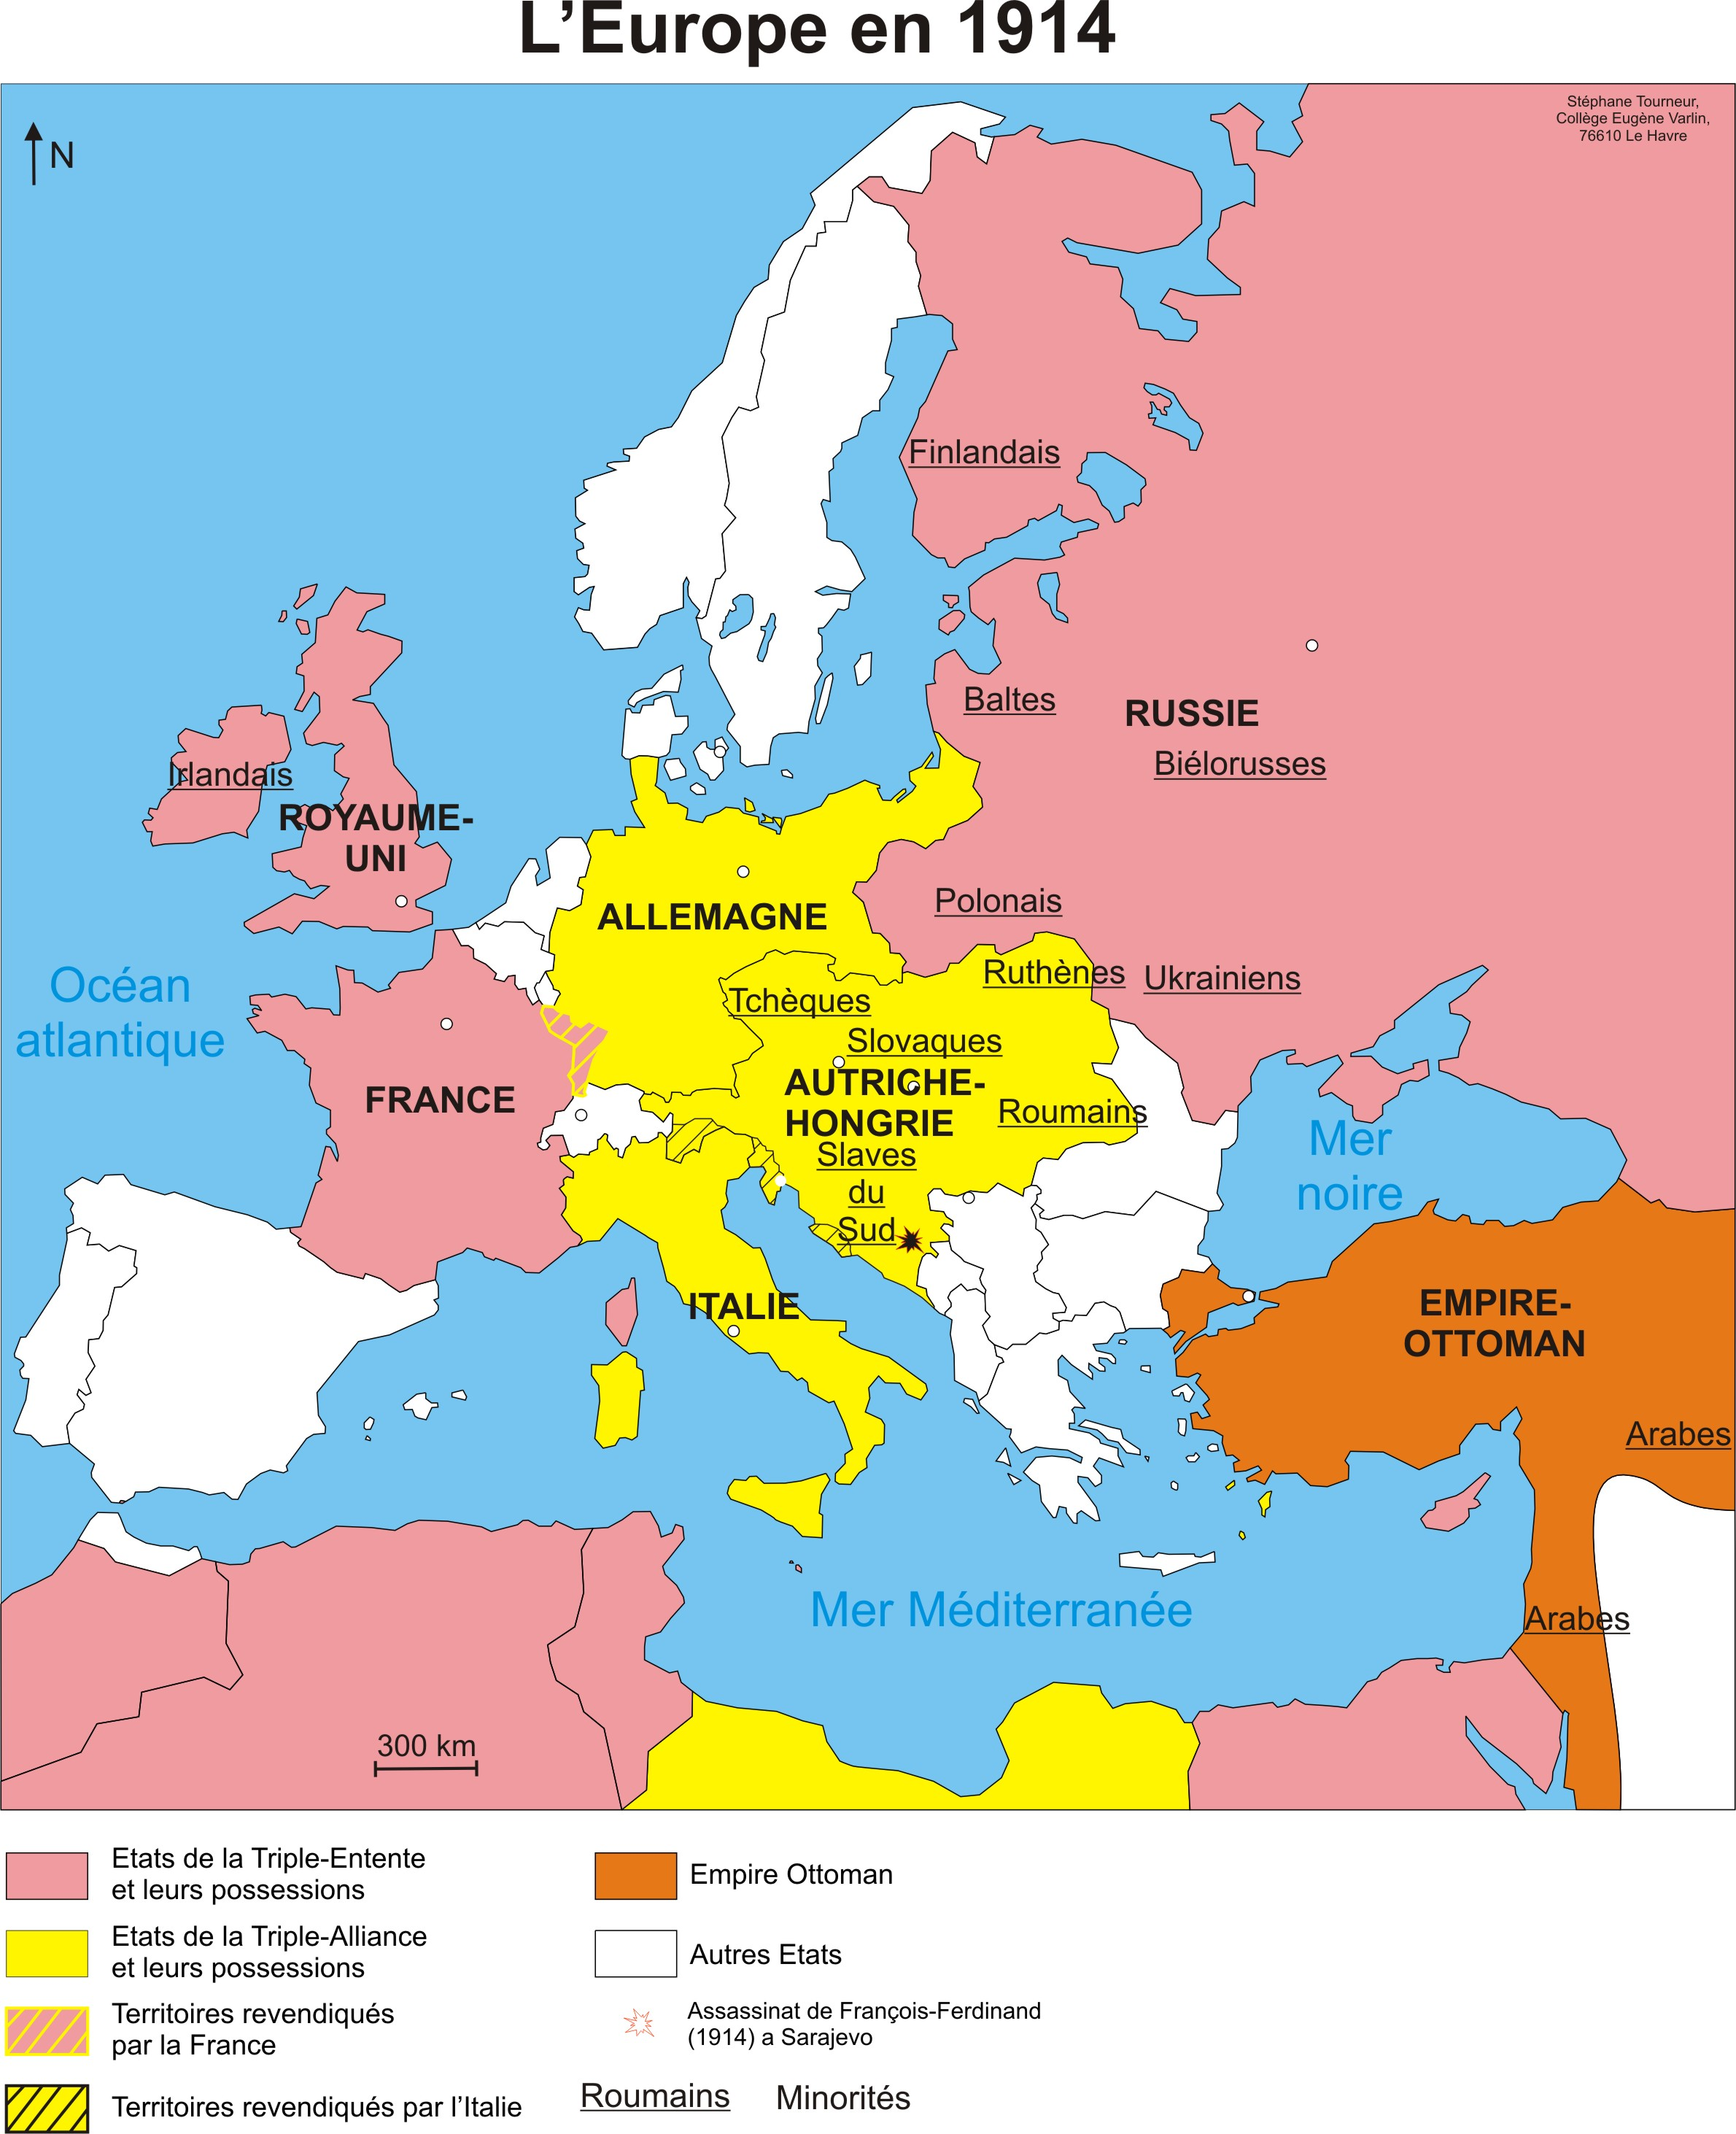 L’Europe en 1914
Stéphane Tourneur,
Collège Eugène Varlin,
76610 Le Havre
N
Finlandais
Baltes
RUSSIE
Biélorusses
Irlandais
ROYAUME-
UNI
ALLEMAGNE
Polonais
Océan
atlantique
Ruthènes
Ukrainiens
Tchèques
Slovaques
FRANCE
AUTRICHE-
HONGRIE
Roumains
Slaves
du
Sud
Mer
noire
ITALIE
EMPIRE-
OTTOMAN
Arabes
Mer Méditerranée
Arabes
300 km
Etats de la Triple-Entente
et leurs possessions
Etats de la Triple-Alliance
et leurs possessions
Territoires revendiqués
par la France
Territoires revendiqués par l’Italie
Empire Ottoman
Autres Etats
Assassinat de François-Ferdinand
(1914) a Sarajevo
Roumains Minorités